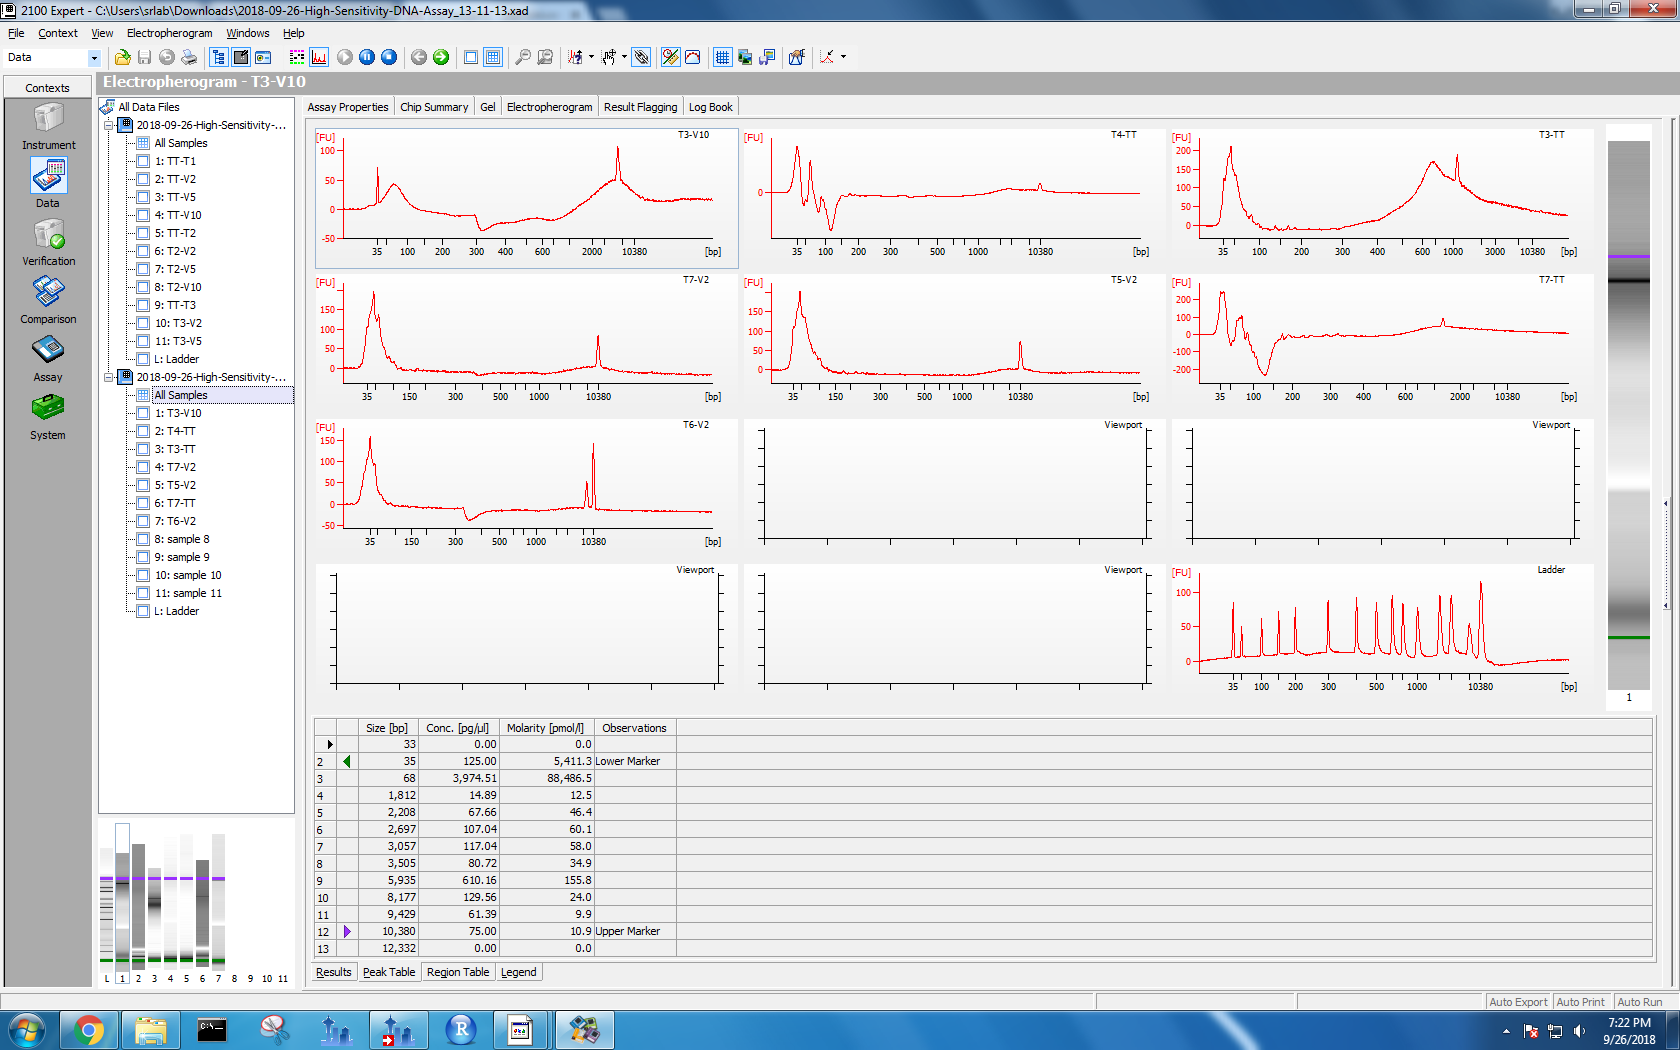 2100 Expert - C:\Users\srlab\Downloads\2018-09-26-High-Sensitivity-DNA-Assay_13-11-13.xad
File Context View Electropherogram Windows Help
Data
Contexts
Electropherogram - T3-V10
Instrument
Data
Verification
Comparison
Assay
System
All Data Files
2018-09-26-High-Sensitivity-...
All Samples
1: TT-T1
2: TT-V2
3: TT-V5
4: TT-V10
5: TT-T2
6: T2-V2
7: T2-V5
8: T2-V10
9: TT-T3
10: T3-V2
11: T3-V5
L: Ladder
2018-09-26-High-Sensitivity-...
All Samples
1: T3-V10
2: T4-TT
3: T3-TT
4: T7-V2
5: T5-V2
6: T7-TT
7: T6-V2
8: sample 8
9: sample 9
10: sample 10
11: sample 11
L: Ladder
L 1 2 3 4 5 6 7 8 9 10 11
Assay Properties Chip Summary Gel Electropherogram Result Flagging Log Book
[FU] T3-V10
100
50
0
-50
35 100 200 300 400 600 2000 10380 [bp]
[FU] T4-TT
0
35 100 200 300 500 1000 10380 [bp]
[FU] T3-TT
200
150
100
50
0
35 100 200 300 400 600 1000 3000 10380 [bp]
[FU] T7-V2
150
100
50
0
35 150 300 500 1000 10380 [bp]
[FU] T5-V2
150
100
50
0
35 150 300 500 1000 10380 [bp]
[FU] T7-TT
200
100
0
-100
-200
35 100 200 300 400 600 2000 10380 [bp]
[FU] T6-V2
150
100
50
0
-50
35 150 300 500 1000 10380 [bp]
Viewport
Viewport
Viewport
Viewport
[FU] Ladder
100
50
0
35 100 200 300 500 1000 10380 [bp]
1
Size [bp] Conc. [pg/µl] Molarity [pmol/l] Observations
33 0.00 0.0
2 35 125.00 5,411.3 Lower Marker
3 68 3,974.51 88,486.5
4 1,812 14.89 12.5
5 2,208 67.66 46.4
6 2,697 107.04 60.1
7 3,057 117.04 58.0
8 3,505 80.72 34.9
9 5,935 610.16 155.8
10 8,177 129.56 24.0
11 9,429 61.39 9.9
12 10,380 75.00 10.9 Upper Marker
13 12,332 0.00 0.0
Results Peak Table Region Table Legend
Auto Export Auto Print Auto Run
C:\_
R
7:22 PM
9/26/2018